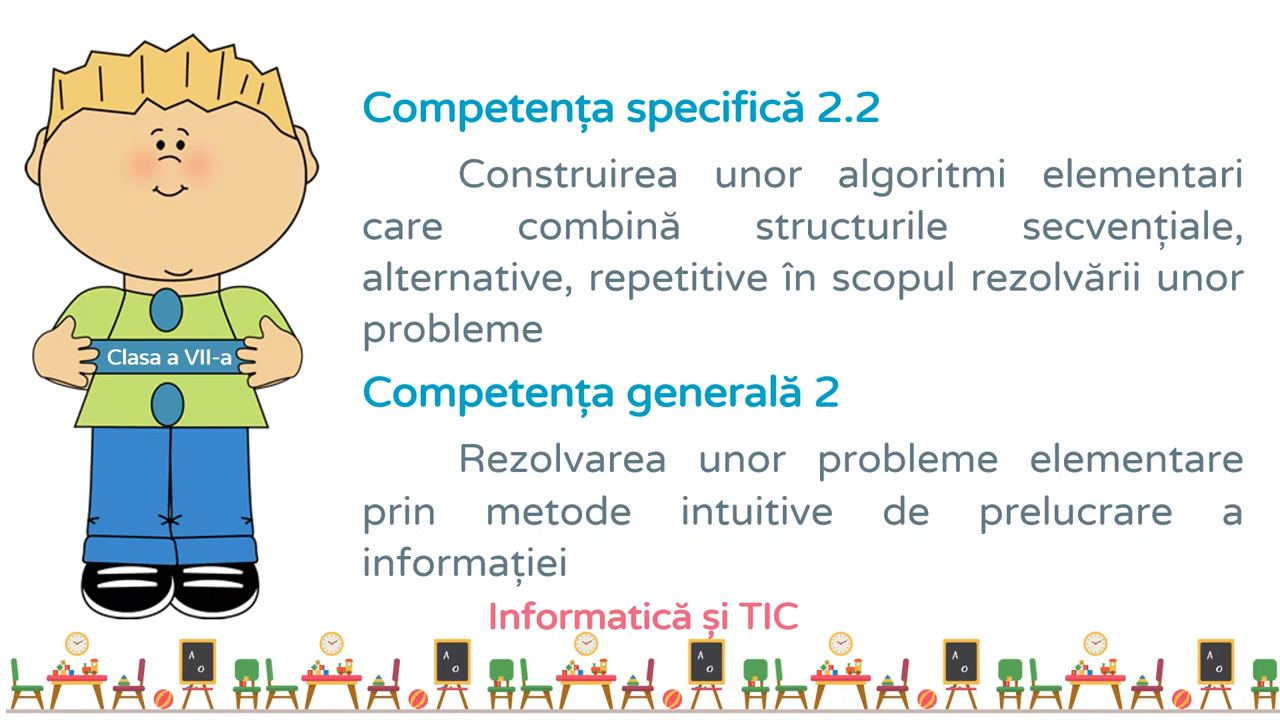 Competența specifică 2.2
Construirea unor algoritmi elementari
care combină structurile secvențiale,
alternative, repetitive în scopul rezolvării unor
probleme
Clasa a VII-a
Competența generală 2
Rezolvarea unor probleme elementare
prin metode intuitive de prelucrare a
informației
Informatică și TIC